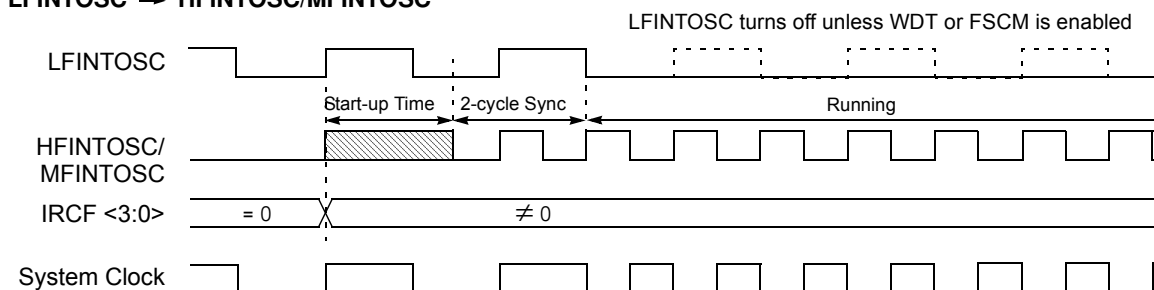 LFINTOSC → HFINTOSC/MFINTOSC
LFINTOSC turns off unless WDT or FSCM is enabled
LFINTOSC
Start-up Time
2-cycle Sync
Running
HFINTOSC/
MFINTOSC
IRCF <3:0>
= 0
≠ 0
System Clock